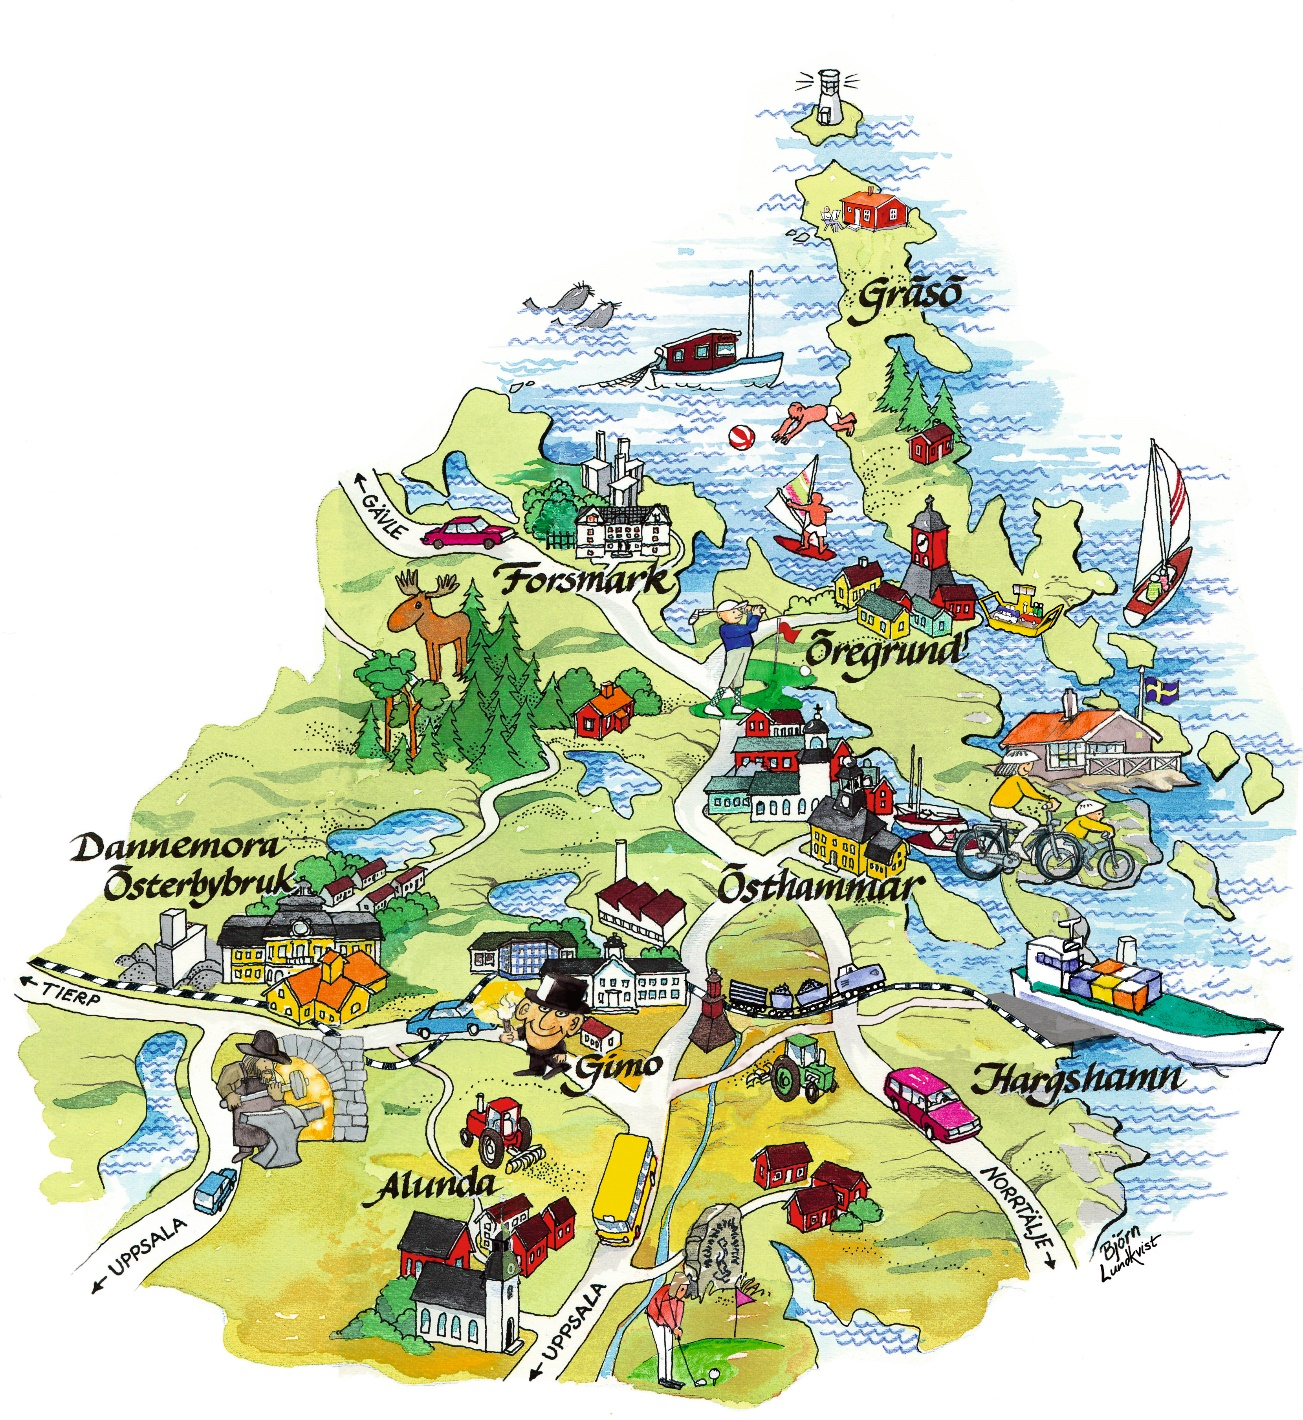 Gräsö
GÄVLE
Forsmark
Öregrund
Dannemora
Österbybruk
Östhammar
TIERP
Gimo
Hargshamn
Alunda
NORRTÄLJE
UPPSALA
UPPSALA
Björn
Lundkvist